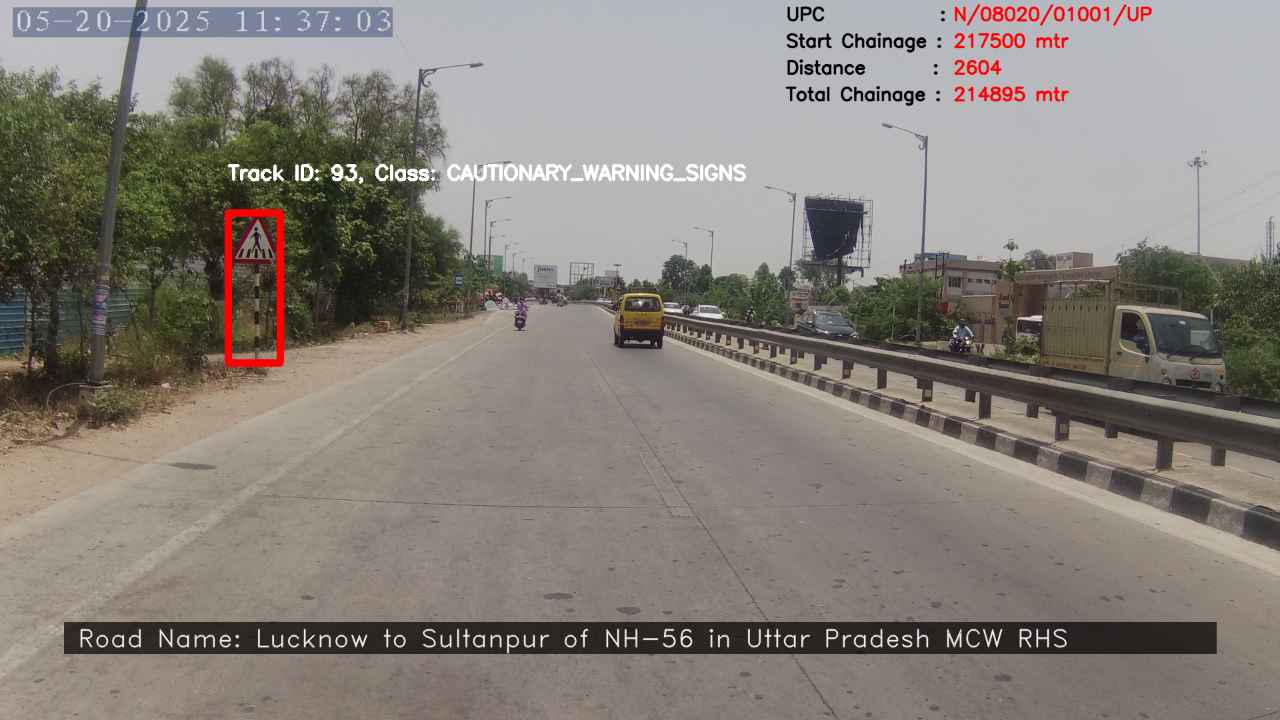 05-20-2025 11:37:03
UPC : N/08020/01001/UP
Start Chainage : 217500 mtr
Distance : 2604
Total Chainage : 214895 mtr
Track ID: 93, Class: CAUTIONARY_WARNING_SIGNS
Road Name: Lucknow to Sultanpur of NH-56 in Uttar Pradesh MCW RHS